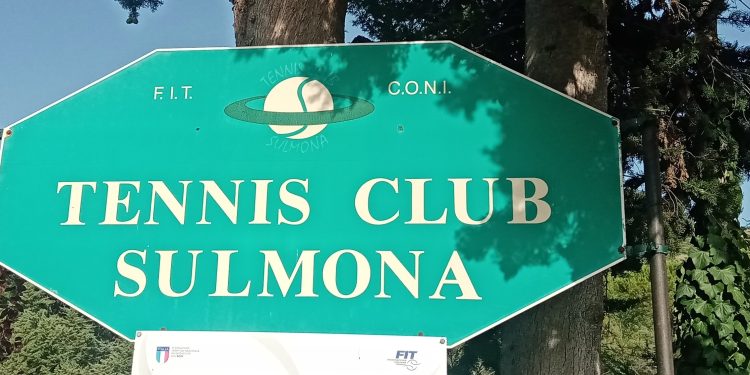 F.I.T.
C.O.N.I.
TENNIS
SULMONA
TENNIS CLUB
SULMONA
FIT